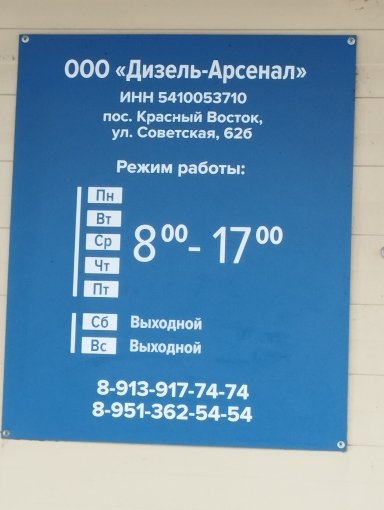 ООО «Дизель-Арсенал»
ИНН 5410053710
пос. Красный Восток,
ул. Советская, 62б
Режим работы:
Пн
Вт
Ср 8⁰⁰- 17⁰⁰
Чт
Пт
Сб Выходной
Вс Выходной
8-913-917-74-74
8-951-362-54-54